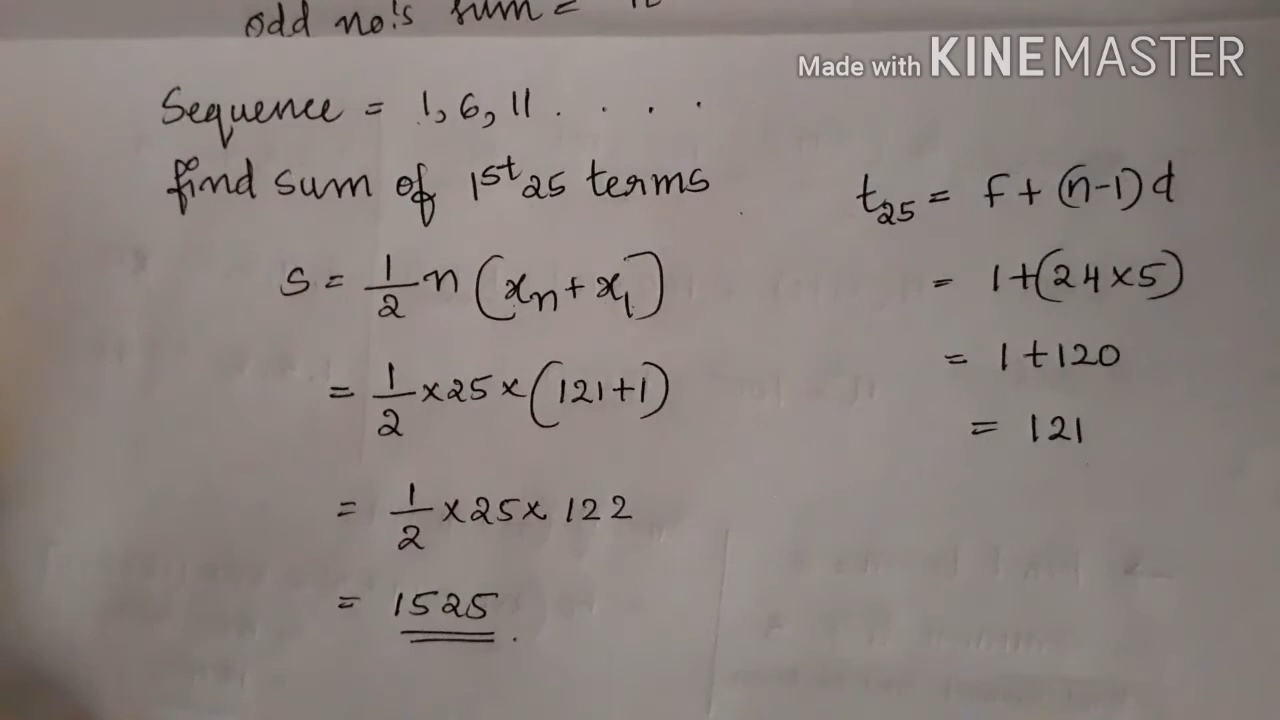 odd no!s sum =
Made with KINEMASTER
Sequence = 1, 6, 11 . . . .
find sum of 1st 25 terms
S = 1/2 n (xn + x1)
= 1/2 × 25 × (121+1)
= 1/2 × 25 × 122
= 1525
t25 = f + (n-1) d
= 1 + (24×5)
= 1 + 120
= 121